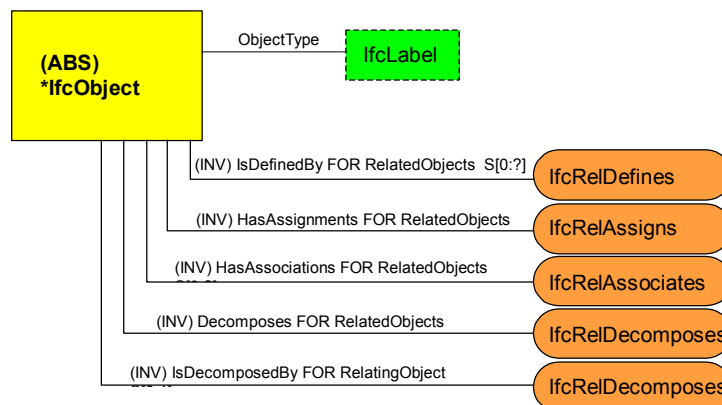 ObjectType
(ABS)
*IfcObject
IfcLabel
(INV) IsDefinedBy FOR RelatedObjects S[0:?]
IfcRelDefines
(INV) HasAssignments FOR RelatedObjects
IfcRelAssigns
(INV) HasAssociations FOR RelatedObjects
IfcRelAssociates
(INV) Decomposes FOR RelatedObjects
IfcRelDecomposes
(INV) IsDecomposedBy FOR RelatingObject
IfcRelDecomposes